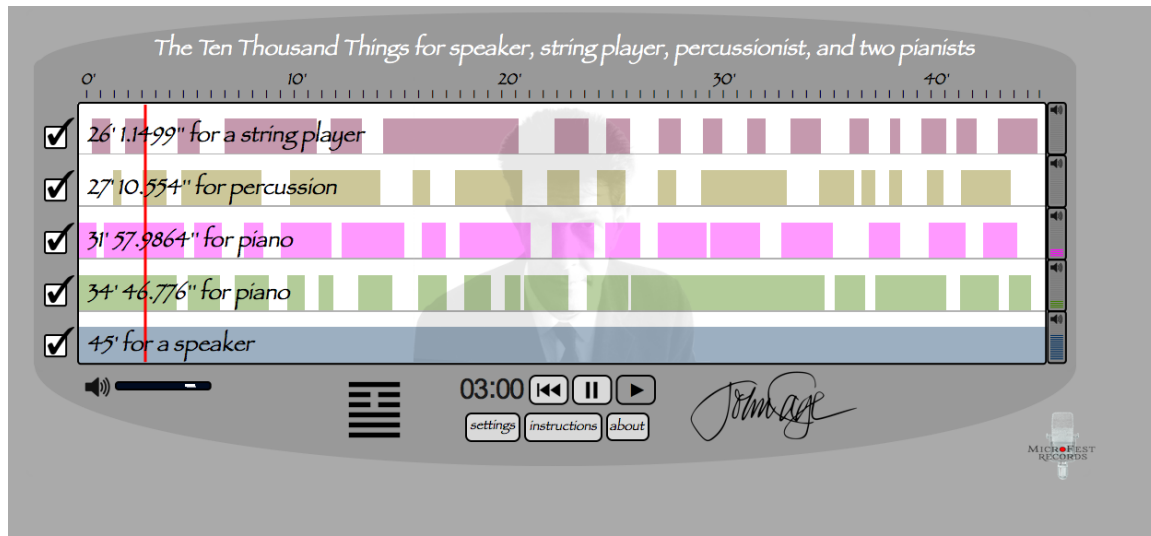 The Ten Thousand Things for speaker, string player, percussionist, and two pianists
0' 10' 20' 30' 40'
26' 1.1499" for a string player
27' 10.554" for percussion
31' 57.9864" for piano
34' 46.776" for piano
45' for a speaker
03:00
settings instructions about
John Cage
MICROFEST
RECORDS